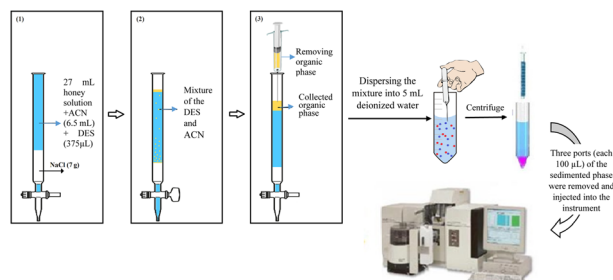 (1)
27 mL
honey
solution
+ACN
(6.5 mL)
+ DES
(375µL)
NaCl (7 g)
(2)
Mixture
of the
DES
and
ACN
(3)
Removing
organic
phase
Collected
organic
phase
Dispersing the
mixture into 5 mL
deionized water
Centrifuge
Three ports (each
100 µL) of the
sedimented phase
were removed and
injected into the
instrument